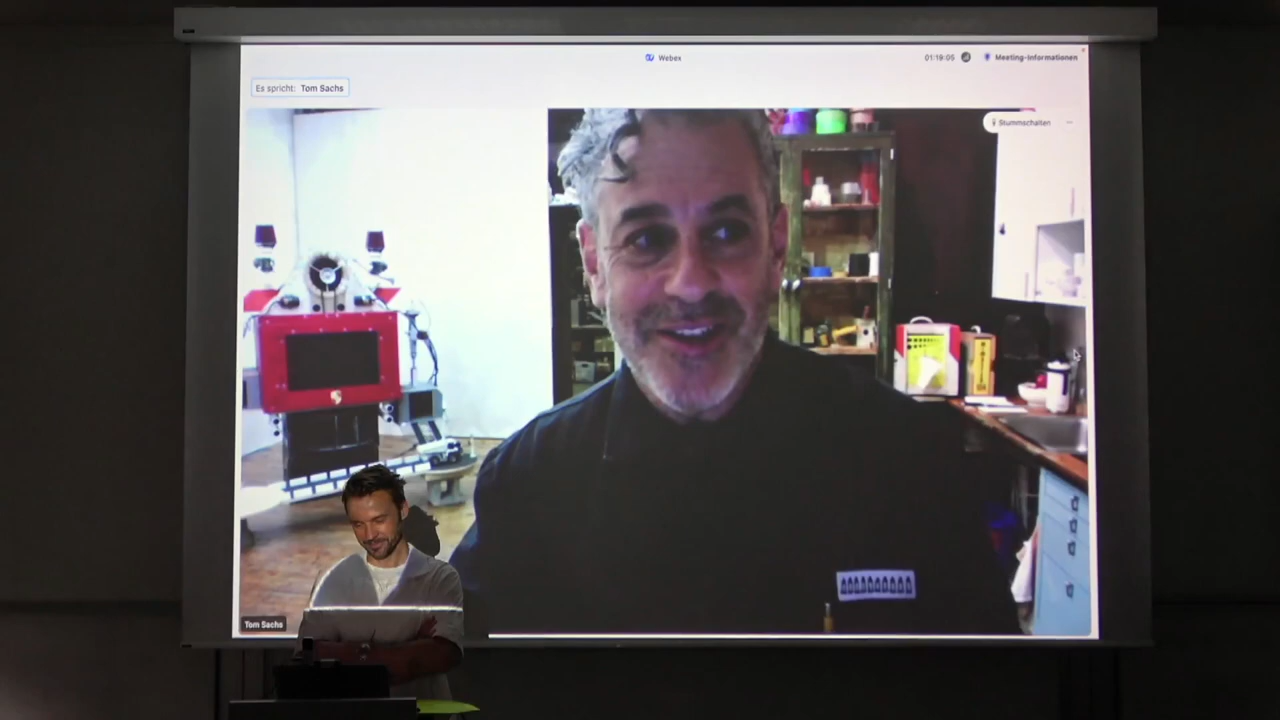 Webex
01:19:05
Meeting-Informationen
Es spricht: Tom Sachs
Stummschalten
Tom Sachs